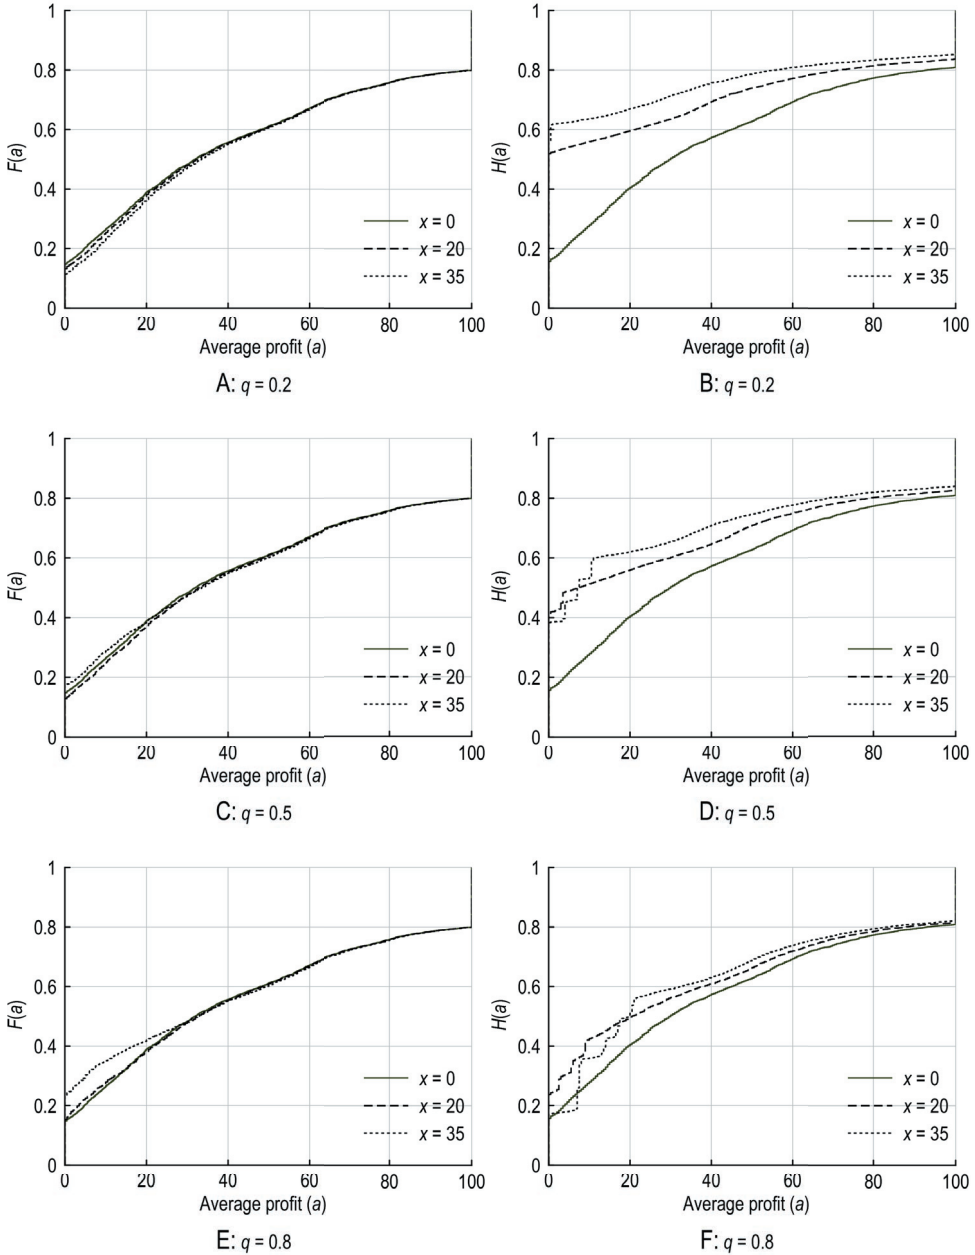 1
0.8
0.6
0.4
0.2
0
F(a)
x = 0
x = 20
x = 35
0 20 40 60 80 100
Average profit (a)
A: q = 0.2
1
0.8
0.6
0.4
0.2
0
H(a)
x = 0
x = 20
x = 35
0 20 40 60 80 100
Average profit (a)
B: q = 0.2
1
0.8
0.6
0.4
0.2
0
F(a)
x = 0
x = 20
x = 35
0 20 40 60 80 100
Average profit (a)
C: q = 0.5
1
0.8
0.6
0.4
0.2
0
H(a)
x = 0
x = 20
x = 35
0 20 40 60 80 100
Average profit (a)
D: q = 0.5
1
0.8
0.6
0.4
0.2
0
F(a)
x = 0
x = 20
x = 35
0 20 40 60 80 100
Average profit (a)
E: q = 0.8
1
0.8
0.6
0.4
0.2
0
H(a)
x = 0
x = 20
x = 35
0 20 40 60 80 100
Average profit (a)
F: q = 0.8